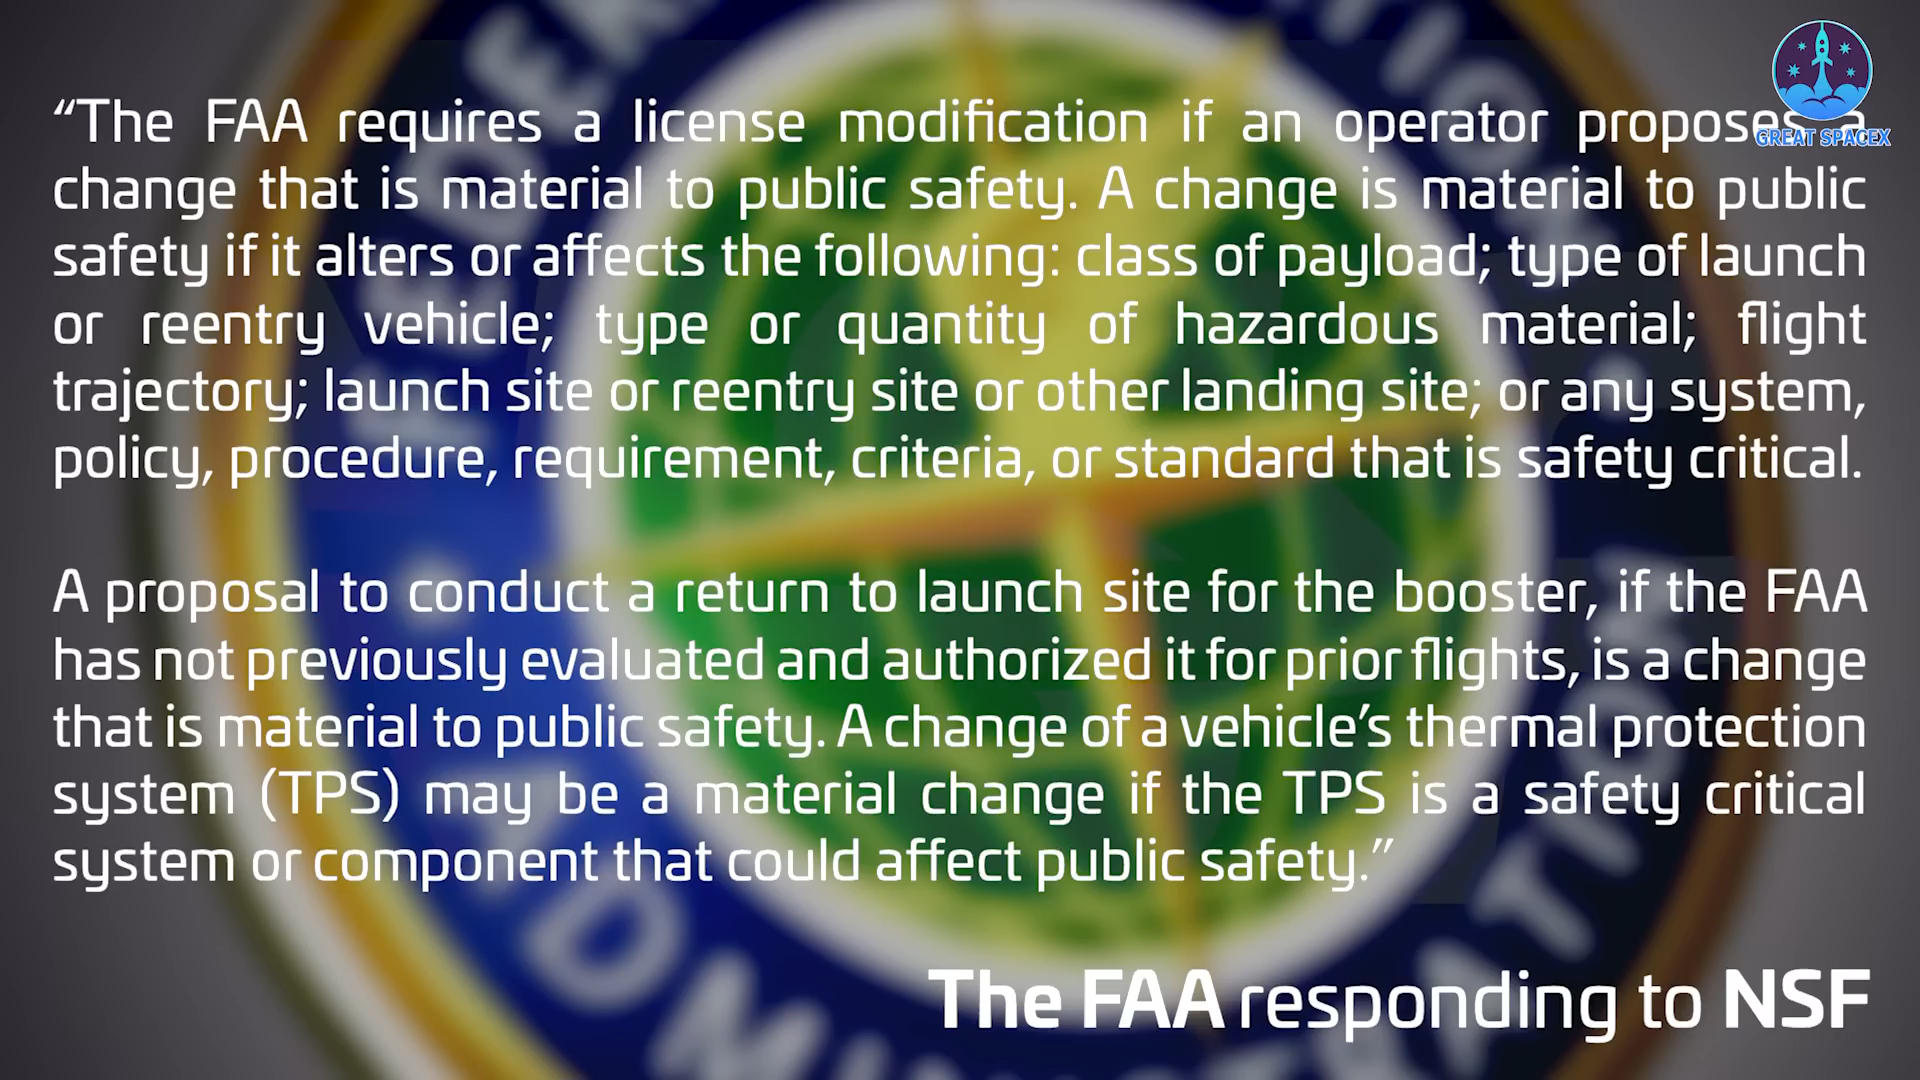 “The FAA requires a license modification if an operator proposes a
GREAT SPACEX
change that is material to public safety. A change is material to public
safety if it alters or affects the following: class of payload; type of launch
or reentry vehicle; type or quantity of hazardous material; flight
trajectory; launch site or reentry site or other landing site; or any system,
policy, procedure, requirement, criteria, or standard that is safety critical.
A proposal to conduct a return to launch site for the booster, if the FAA
has not previously evaluated and authorized it for prior flights, is a change
that is material to public safety. A change of a vehicle’s thermal protection
system (TPS) may be a material change if the TPS is a safety critical
system or component that could affect public safety.”
The FAA responding to NSF